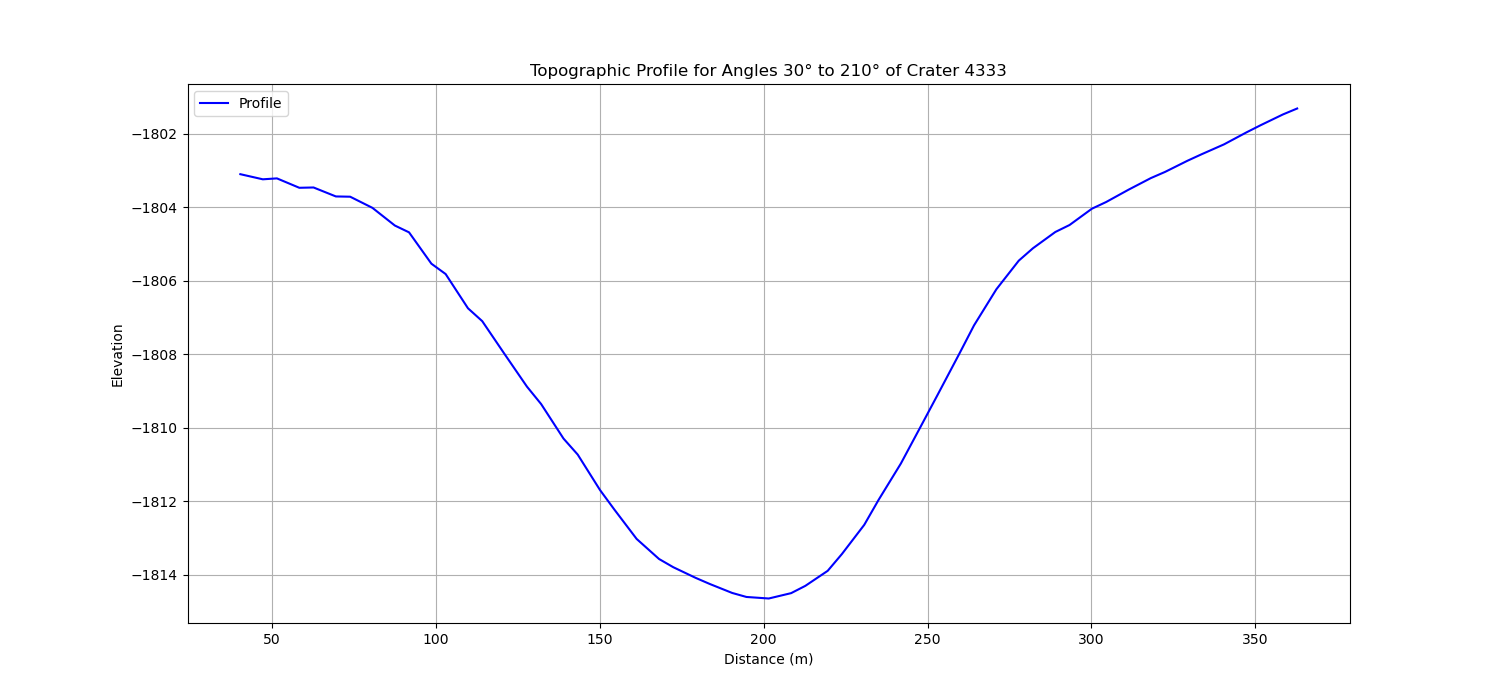 Topographic Profile for Angles 30° to 210° of Crater 4333
Profile
Elevation
−1802
−1804
−1806
−1808
−1810
−1812
−1814
50 100 150 200 250 300 350
Distance (m)